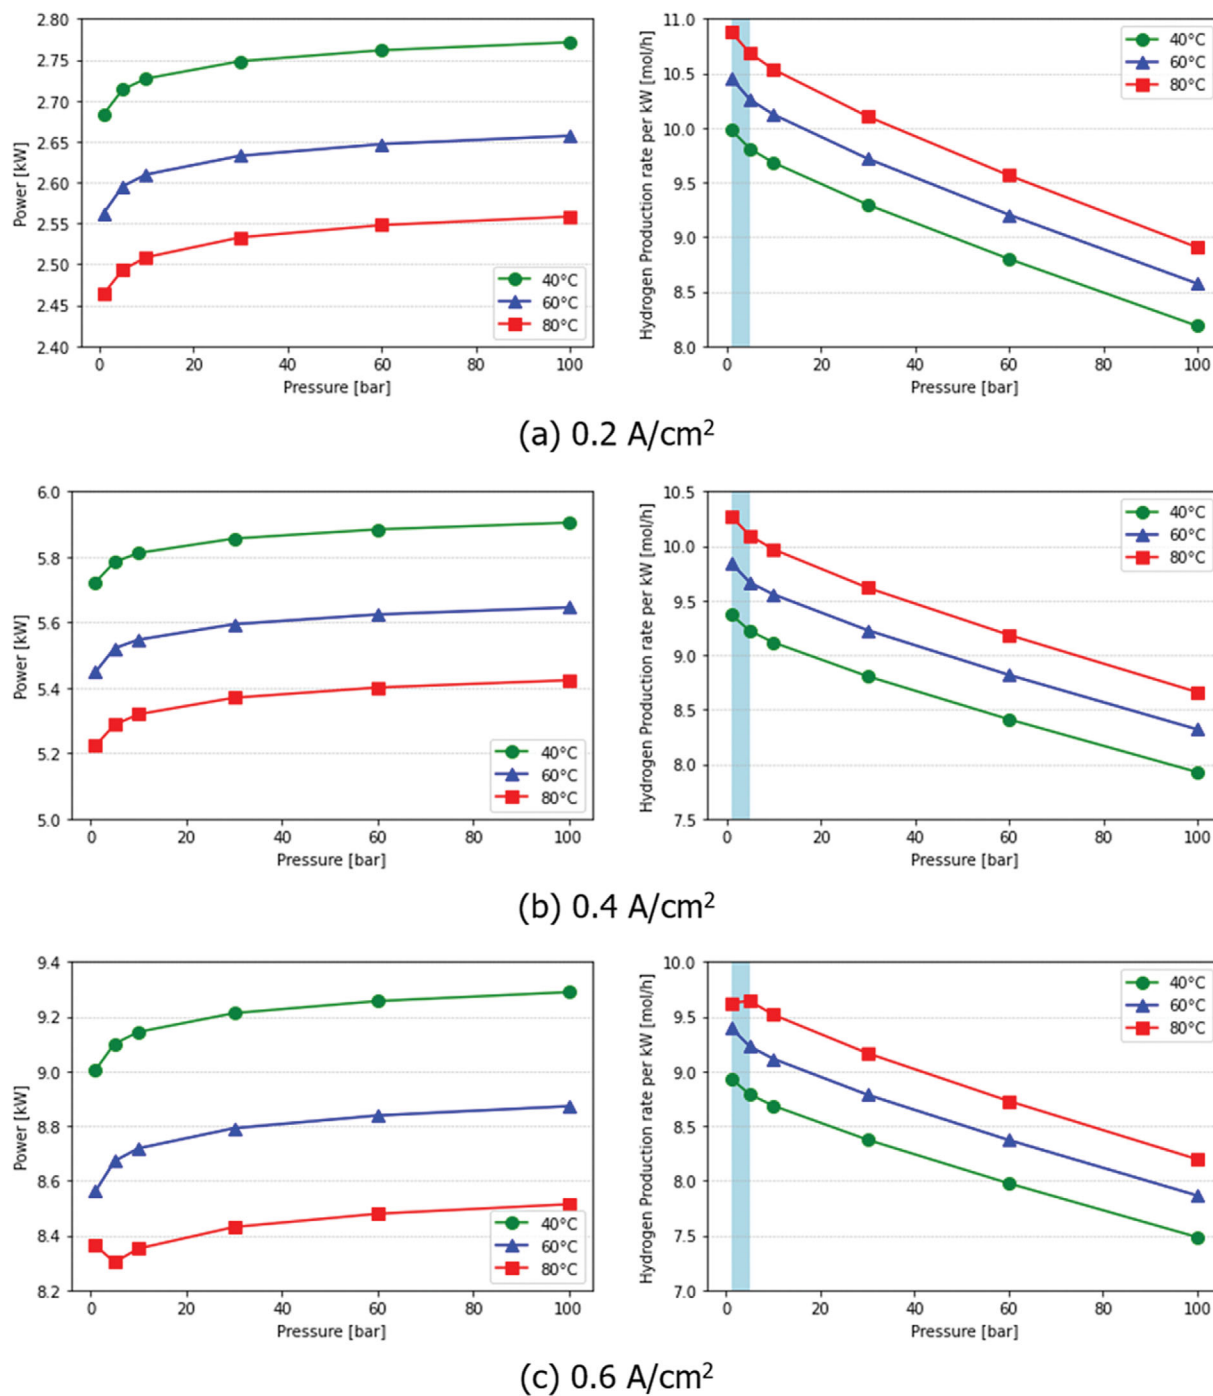 2.80
2.75
2.70
2.65
2.60
2.55
2.50
2.45
2.40
Power [kW]
0 20 40 60 80 100
Pressure [bar]
40°C
60°C
80°C
11.0
10.5
10.0
9.5
9.0
8.5
8.0
Hydrogen Production rate per kW [mol/h]
0 20 40 60 80 100
Pressure [bar]
40°C
60°C
80°C
(a) 0.2 A/cm²
6.0
5.8
5.6
5.4
5.2
5.0
Power [kW]
0 20 40 60 80 100
Pressure [bar]
40°C
60°C
80°C
10.5
10.0
9.5
9.0
8.5
8.0
7.5
Hydrogen Production rate per kW [mol/h]
0 20 40 60 80 100
Pressure [bar]
40°C
60°C
80°C
(b) 0.4 A/cm²
9.4
9.2
9.0
8.8
8.6
8.4
8.2
Power [kW]
0 20 40 60 80 100
Pressure [bar]
40°C
60°C
80°C
10.0
9.5
9.0
8.5
8.0
7.5
7.0
Hydrogen Production rate per kW [mol/h]
0 20 40 60 80 100
Pressure [bar]
40°C
60°C
80°C
(c) 0.6 A/cm²